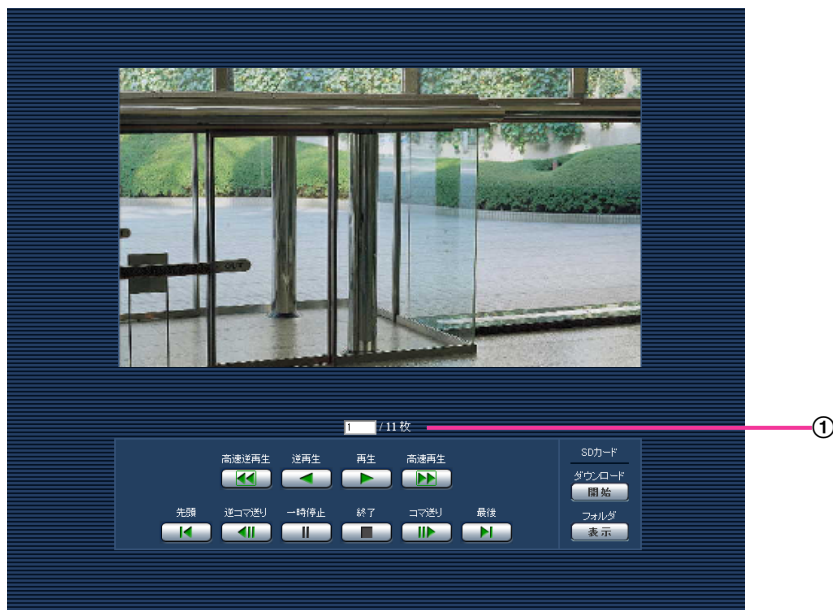 1 / 11 枚
①
高速逆再生 逆再生 再生 高速再生
SDカード
ダウンロード
開始
先頭 逆コマ送り 一時停止 終了 コマ送り 最後
フォルダ
表示